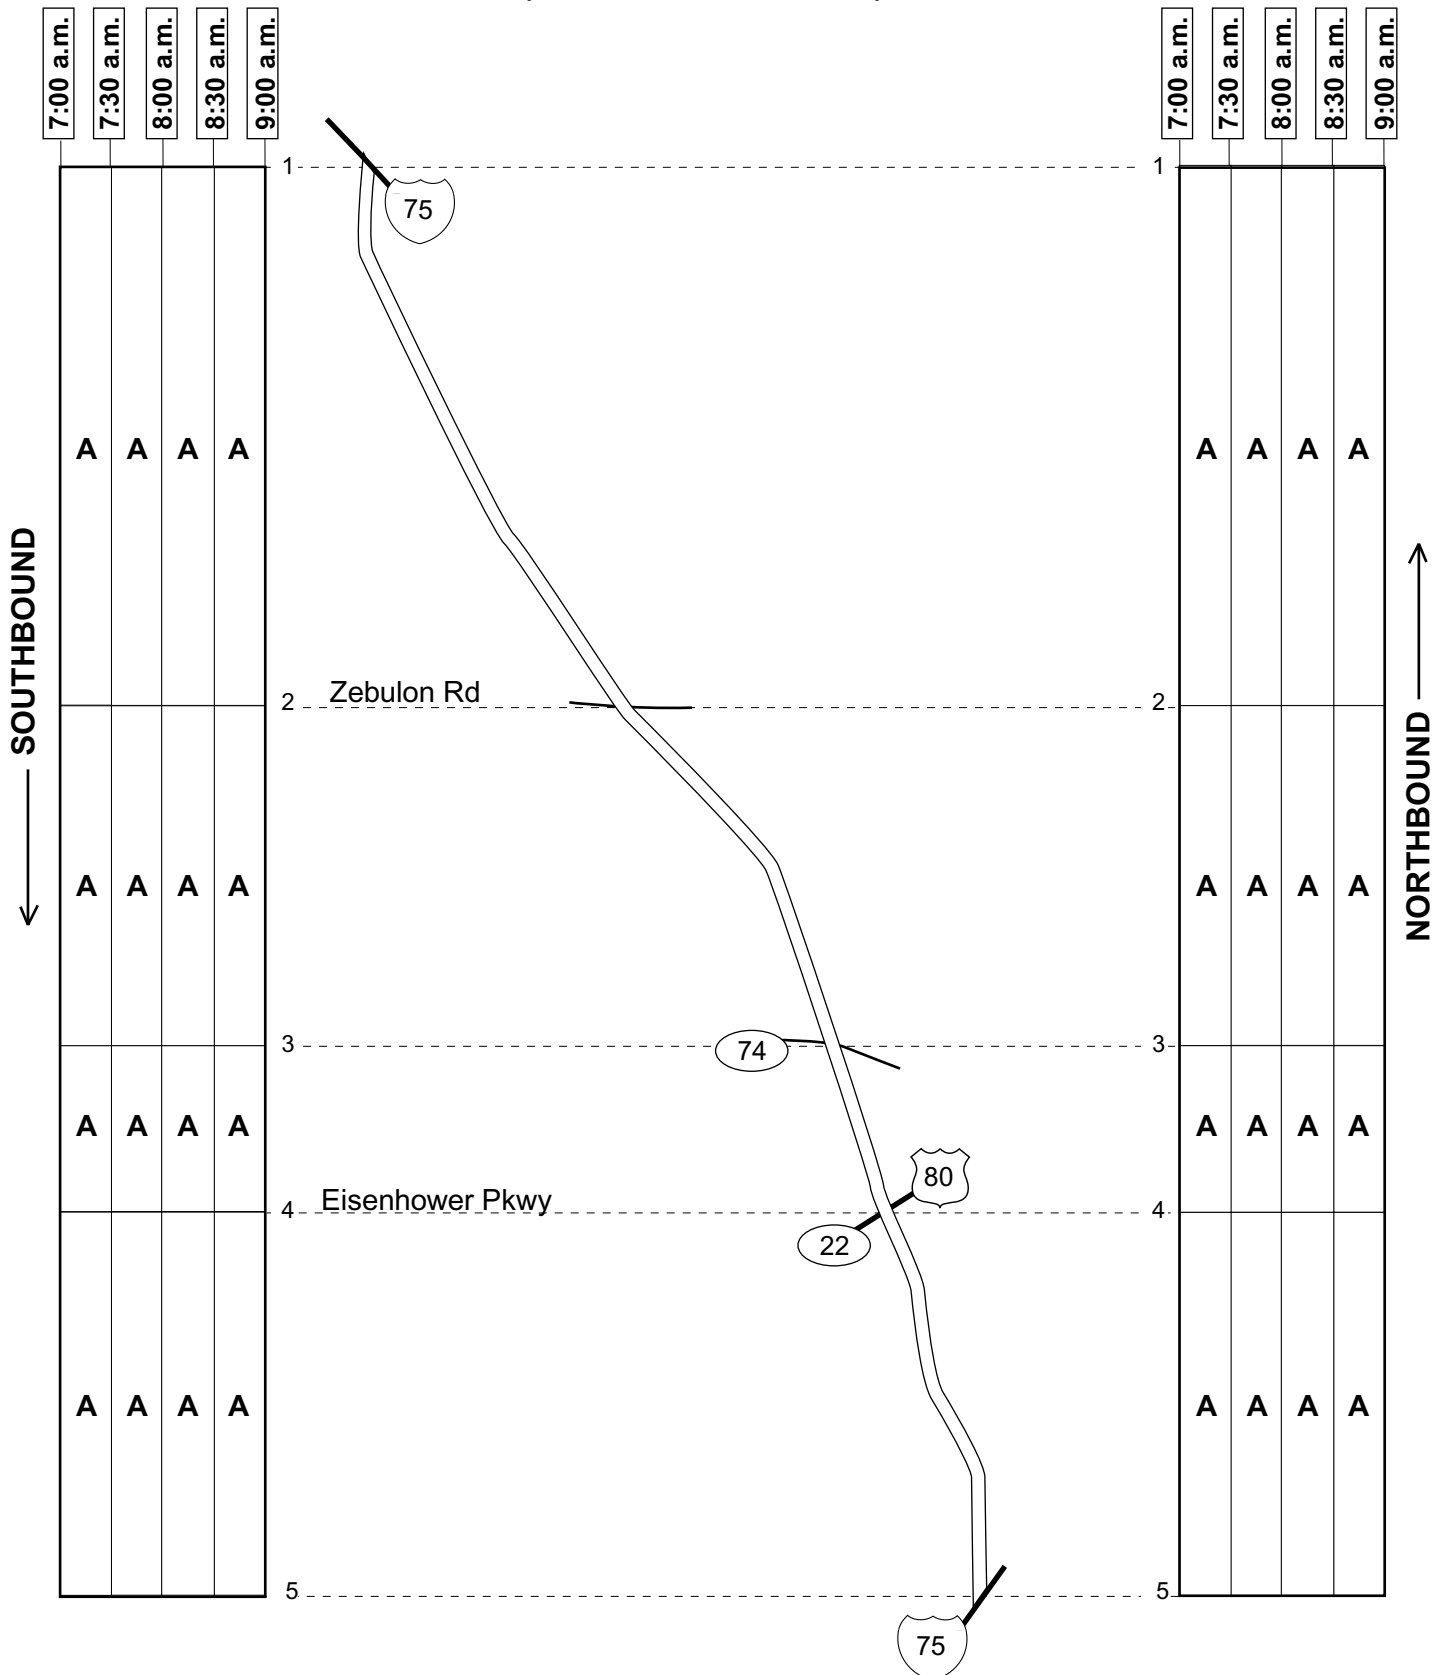 7:00 a.m.
7:30 a.m.
8:00 a.m.
8:30 a.m.
9:00 a.m.
7:00 a.m.
7:30 a.m.
8:00 a.m.
8:30 a.m.
9:00 a.m.
1
1
75
A A A A
A A A A
SOUTHBOUND
NORTHBOUND
2
Zebulon Rd
2
A A A A
A A A A
3
74
3
A A A A
A A A A
80
4
Eisenhower Pkwy
4
22
A A A A
A A A A
5
5
75